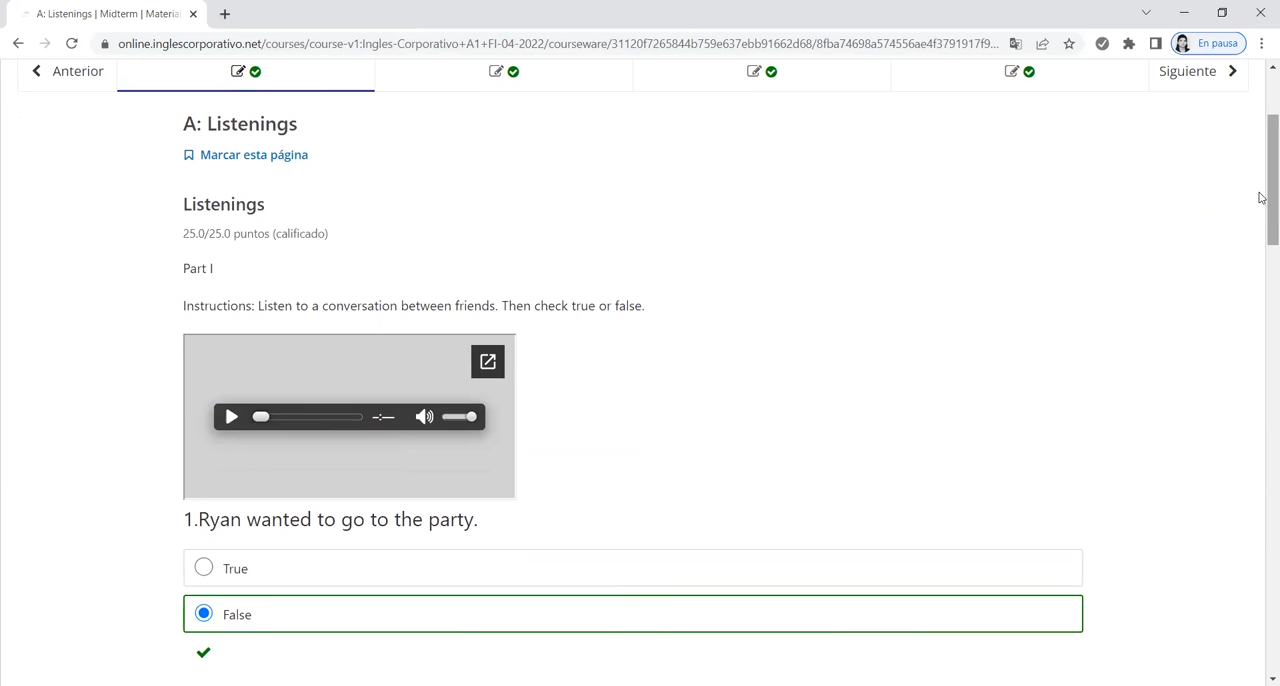 A: Listenings | Midterm | Material
online.inglescorporativo.net/courses/course-v1:Ingles-Corporativo+A1+FI-04-2022/courseware/31120f7265844b759e637ebb91662d68/8fba74698a574556ae4f3791917f9...
En pausa
Anterior
Siguiente
A: Listenings
Marcar esta página
Listenings
25.0/25.0 puntos (calificado)
Part I
Instructions: Listen to a conversation between friends. Then check true or false.
-:--
1.Ryan wanted to go to the party.
True
False